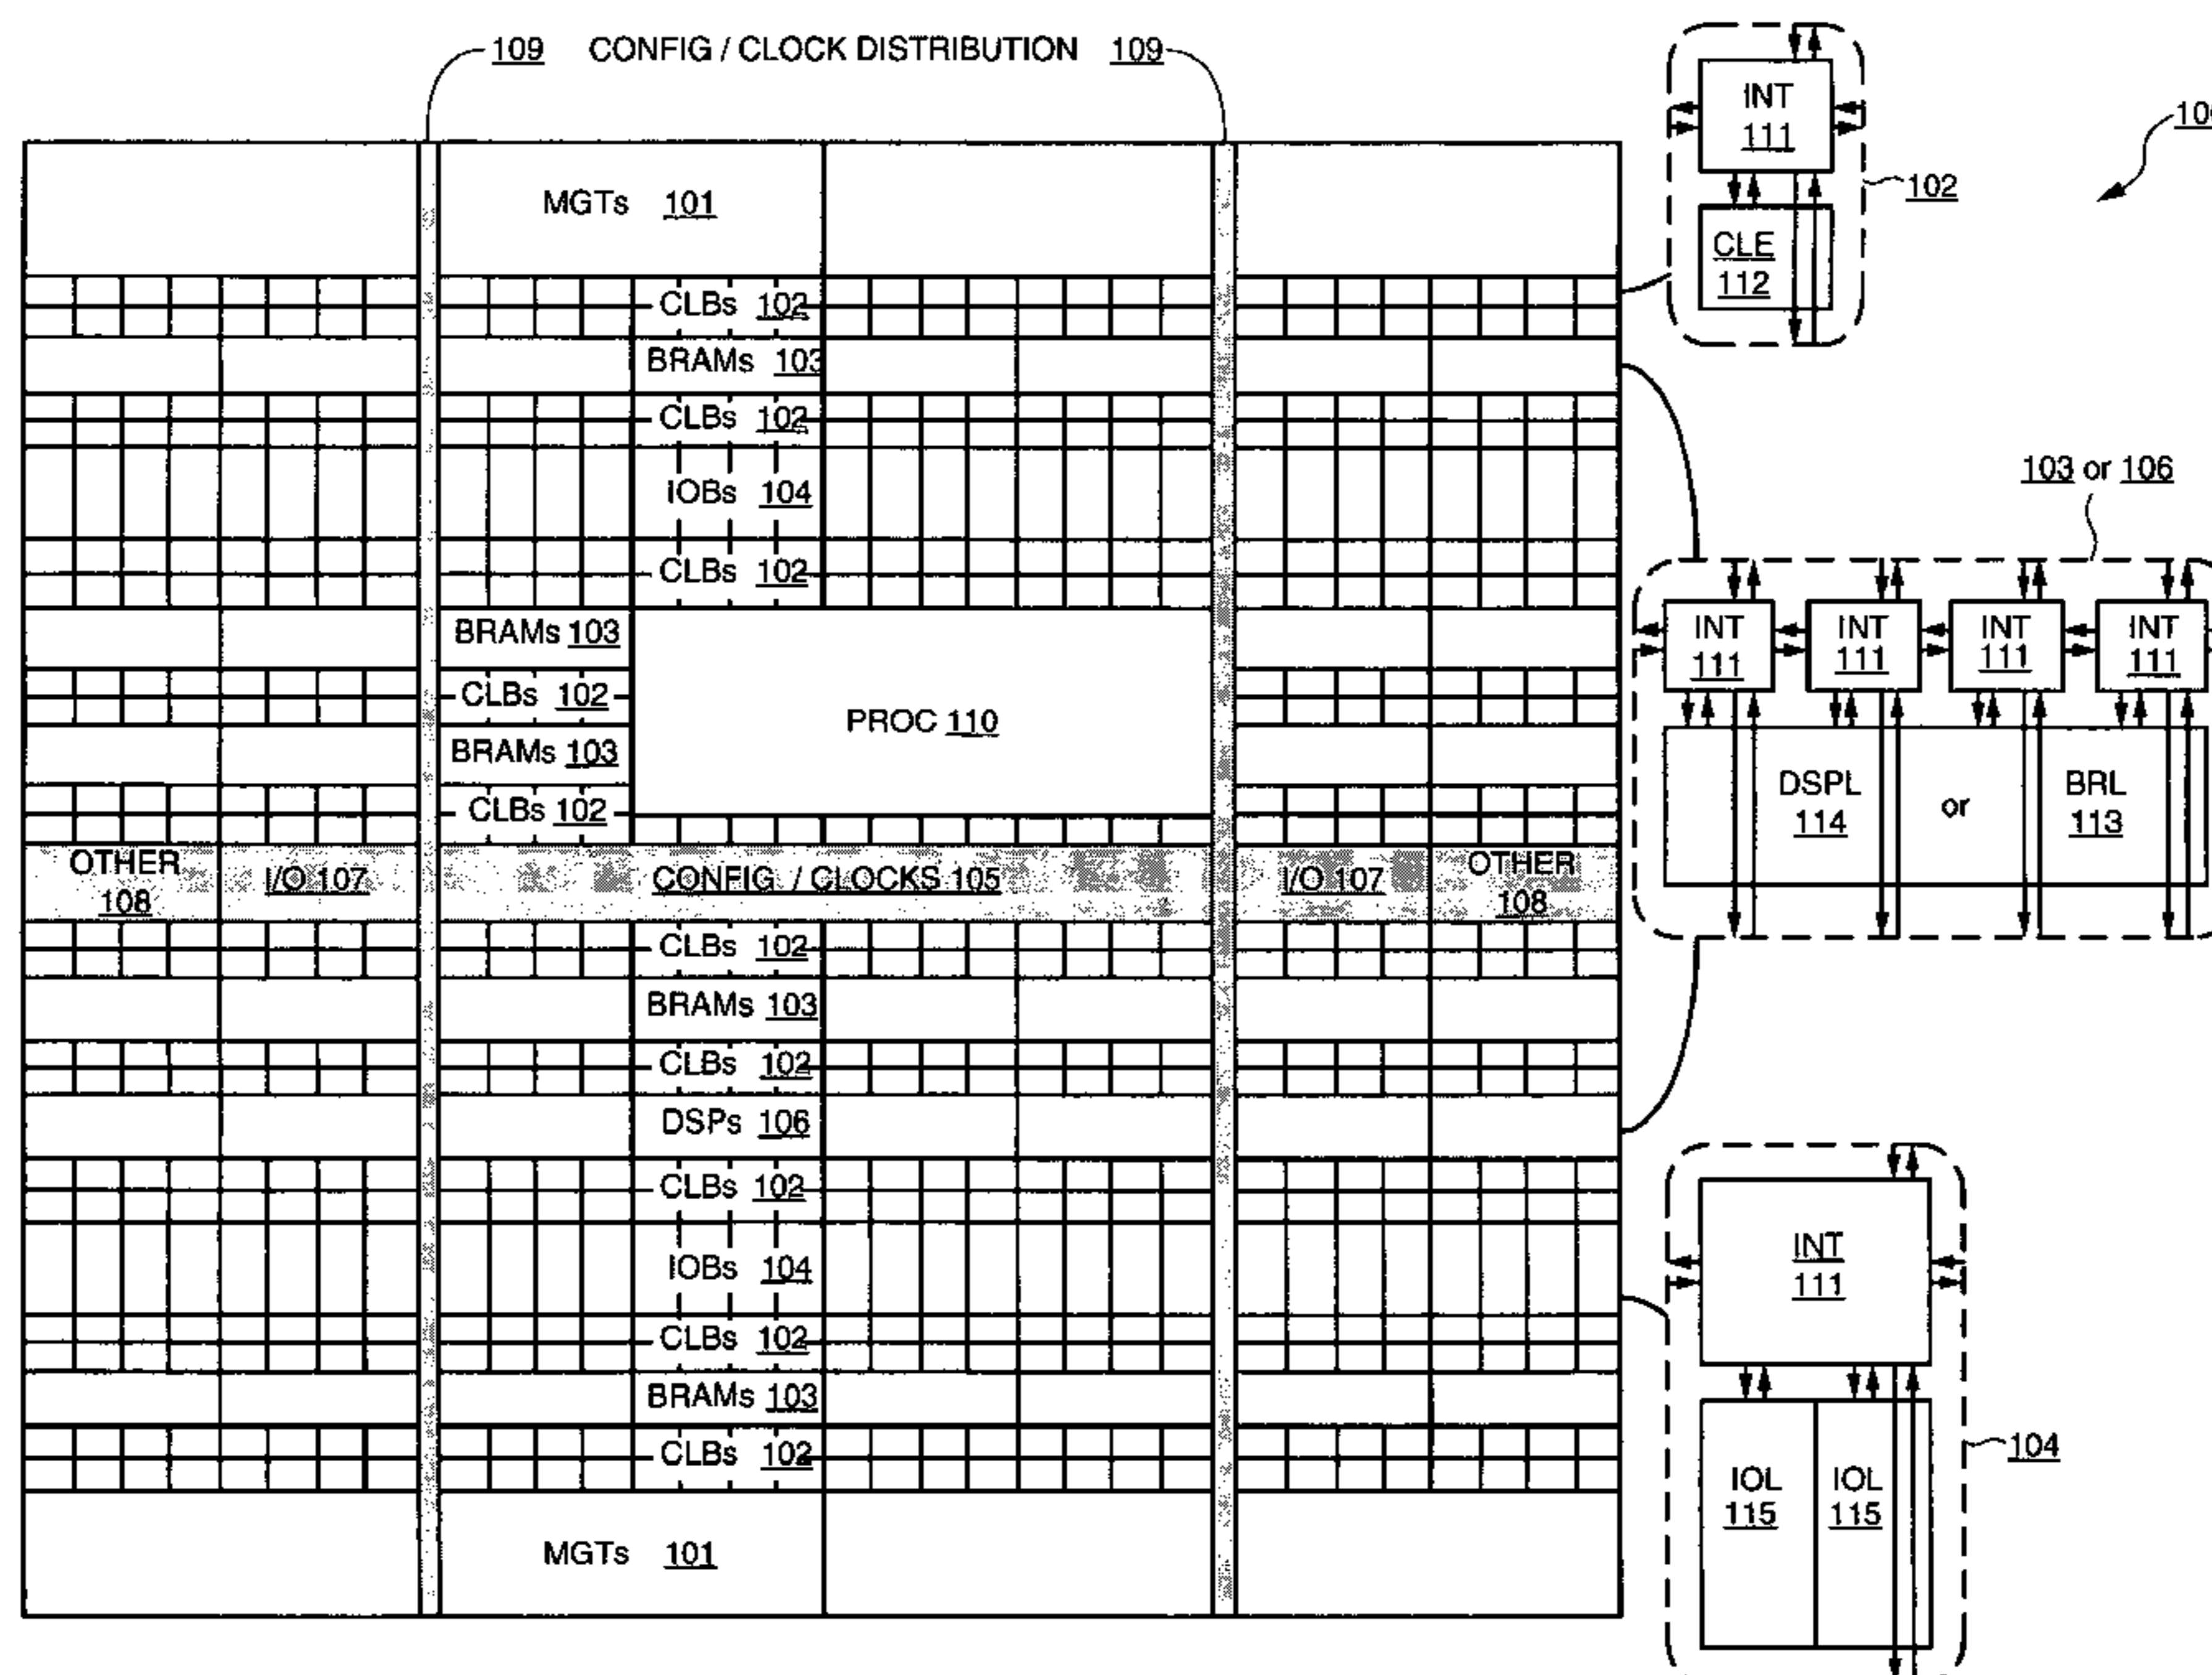 109 CONFIG / CLOCK DISTRIBUTION 109
MGTs 101
CLBs 102
BRAMs 103
CLBs 102
IOBs 104
CLBs 102
BRAMs 103
CLBs 102
PROC 110
BRAMs 103
CLBs 102
OTHER
108
I/O 107
CONFIG / CLOCKS 105
I/O 107
OTHER
108
CLBs 102
BRAMs 103
CLBs 102
DSPs 106
CLBs 102
IOBs 104
CLBs 102
BRAMs 103
CLBs 102
MGTs 101
INT
111
CLE
112
102
103 or 106
INT
111
INT
111
INT
111
INT
111
DSPL
114
or
BRL
113
INT
111
IOL
115
IOL
115
104